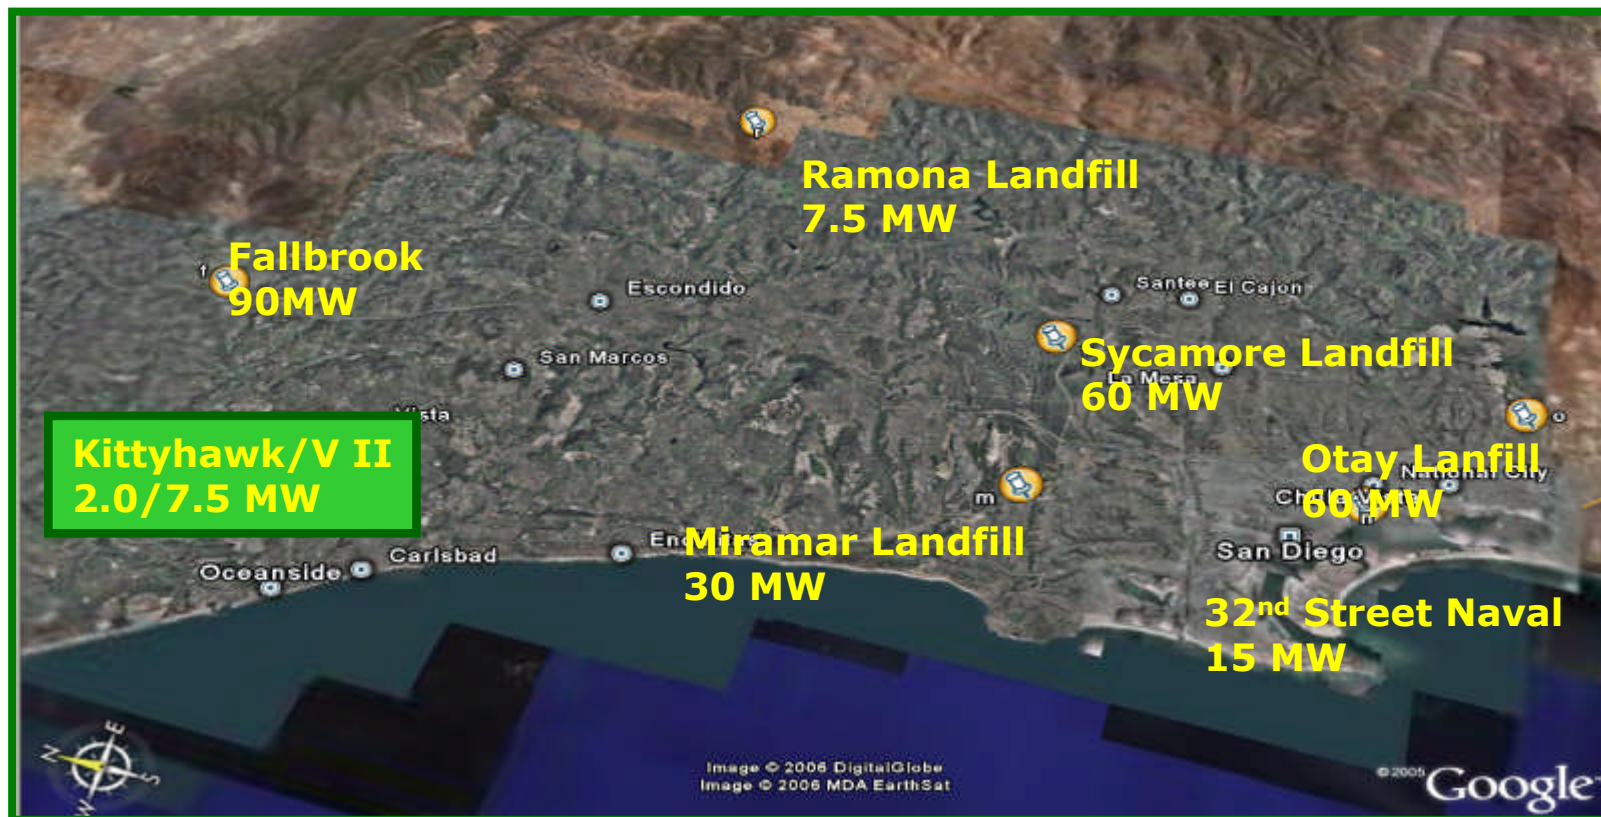 r
Ramona Landfill
7.5 MW
Fallbrook
90MW
f
Escondido
Santee
El Cajon
San Marcos
Sycamore Landfill
60 MW
La Mesa
Vista
Kittyhawk/V II
2.0/7.5 MW
o
Otay Lanfill
60 MW
National City
Chula Vista
m
n
Miramar Landfill
30 MW
San Diego
Carlsbad
Oceanside
32nd Street Naval
15 MW
N
E
S
W
Image © 2006 DigitalGlobe
Image © 2006 MDA EarthSat
© 2005 Google